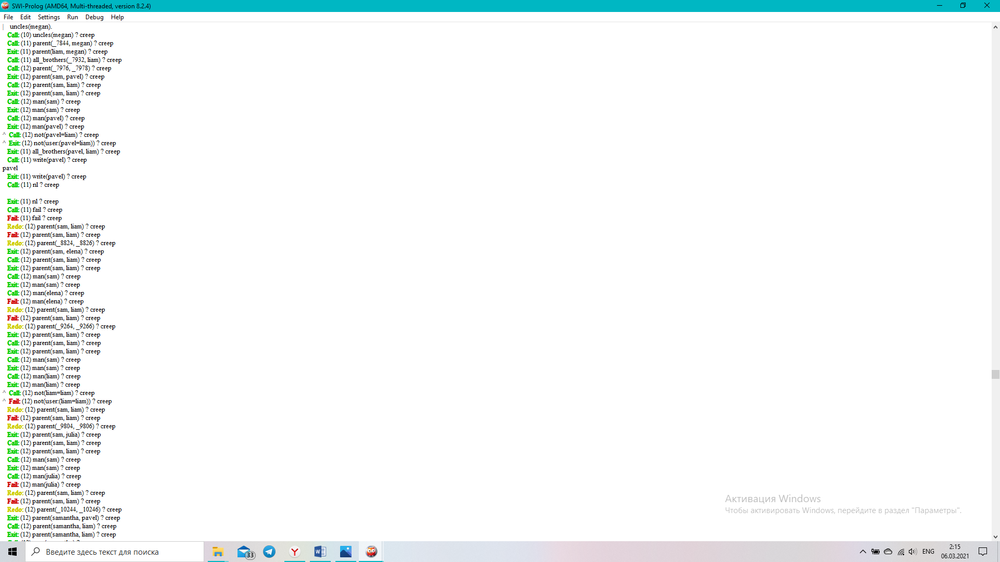 SWI-Prolog (AMD64, Multi-threaded, version 8.2.4)
File Edit Settings Run Debug Help
| uncles(megan).
Call: (10) uncles(megan) ? creep
Call: (11) parent(_7844, megan) ? creep
Exit: (11) parent(liam, megan) ? creep
Call: (11) all_brothers(_7932, liam) ? creep
Call: (12) parent(_7976, _7978) ? creep
Exit: (12) parent(sam, pavel) ? creep
Call: (12) parent(sam, liam) ? creep
Exit: (12) parent(sam, liam) ? creep
Call: (12) man(sam) ? creep
Exit: (12) man(sam) ? creep
Call: (12) man(pavel) ? creep
Exit: (12) man(pavel) ? creep
^ Call: (12) not(pavel=liam) ? creep
^ Exit: (12) not(user:(pavel=liam)) ? creep
Exit: (11) all_brothers(pavel, liam) ? creep
Call: (11) write(pavel) ? creep
pavel
Exit: (11) write(pavel) ? creep
Call: (11) nl ? creep
Exit: (11) nl ? creep
Call: (11) fail ? creep
Fail: (11) fail ? creep
Redo: (12) parent(sam, liam) ? creep
Fail: (12) parent(sam, liam) ? creep
Redo: (12) parent(_8824, _8826) ? creep
Exit: (12) parent(sam, elena) ? creep
Call: (12) parent(sam, liam) ? creep
Exit: (12) parent(sam, liam) ? creep
Call: (12) man(sam) ? creep
Exit: (12) man(sam) ? creep
Call: (12) man(elena) ? creep
Fail: (12) man(elena) ? creep
Redo: (12) parent(sam, liam) ? creep
Fail: (12) parent(sam, liam) ? creep
Redo: (12) parent(_9264, _9266) ? creep
Exit: (12) parent(sam, liam) ? creep
Call: (12) parent(sam, liam) ? creep
Exit: (12) parent(sam, liam) ? creep
Call: (12) man(sam) ? creep
Exit: (12) man(sam) ? creep
Call: (12) man(liam) ? creep
Exit: (12) man(liam) ? creep
^ Call: (12) not(liam=liam) ? creep
^ Fail: (12) not(user:(liam=liam)) ? creep
Redo: (12) parent(sam, liam) ? creep
Fail: (12) parent(sam, liam) ? creep
Redo: (12) parent(_9804, _9806) ? creep
Exit: (12) parent(sam, julia) ? creep
Call: (12) parent(sam, liam) ? creep
Exit: (12) parent(sam, liam) ? creep
Call: (12) man(sam) ? creep
Exit: (12) man(sam) ? creep
Call: (12) man(julia) ? creep
Fail: (12) man(julia) ? creep
Redo: (12) parent(sam, liam) ? creep
Fail: (12) parent(sam, liam) ? creep
Redo: (12) parent(_10244, _10246) ? creep
Exit: (12) parent(samantha, pavel) ? creep
Call: (12) parent(samantha, liam) ? creep
Exit: (12) parent(samantha, liam) ? creep
Активация Windows
Чтобы активировать Windows, перейдите в раздел "Параметры".
Введите здесь текст для поиска
33
ENG
2:15
06.03.2021